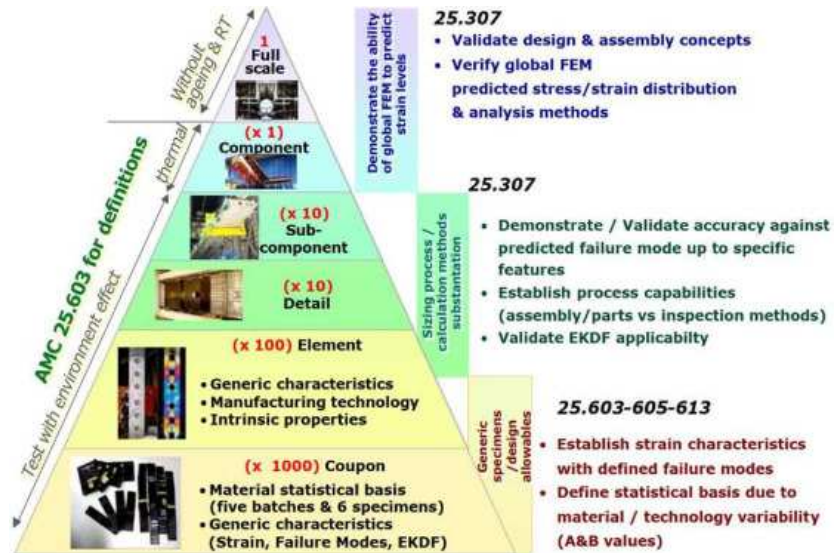 Without
ageing & RT
thermal
AMC 25.603 for definitions
Test with environment effect
1
Full
scale
(x 1)
Component
(x 10)
Sub-
component
(x 10)
Detail
(x 100) Element
• Generic characteristics
• Manufacturing technology
• Intrinsic properties
(x 1000) Coupon
• Material statistical basis
(five batches & 6 specimens)
• Generic characteristics
(Strain, Failure Modes, EKDF)
Demonstrate the ability
of global FEM to predict
strain levels
25.307
• Validate design & assembly concepts
• Verify global FEM
predicted stress/strain distribution
& analysis methods
Sizing process /
calculation methods
substantation
25.307
• Demonstrate / Validate accuracy against
predicted failure mode up to specific
features
• Establish process capabilities
(assembly/parts vs inspection methods)
• Validate EKDF applicabilty
Generic
specimens
/design
allowables
25.603-605-613
• Establish strain characteristics
with defined failure modes
• Define statistical basis due to
material / technology variability
(A&B values)